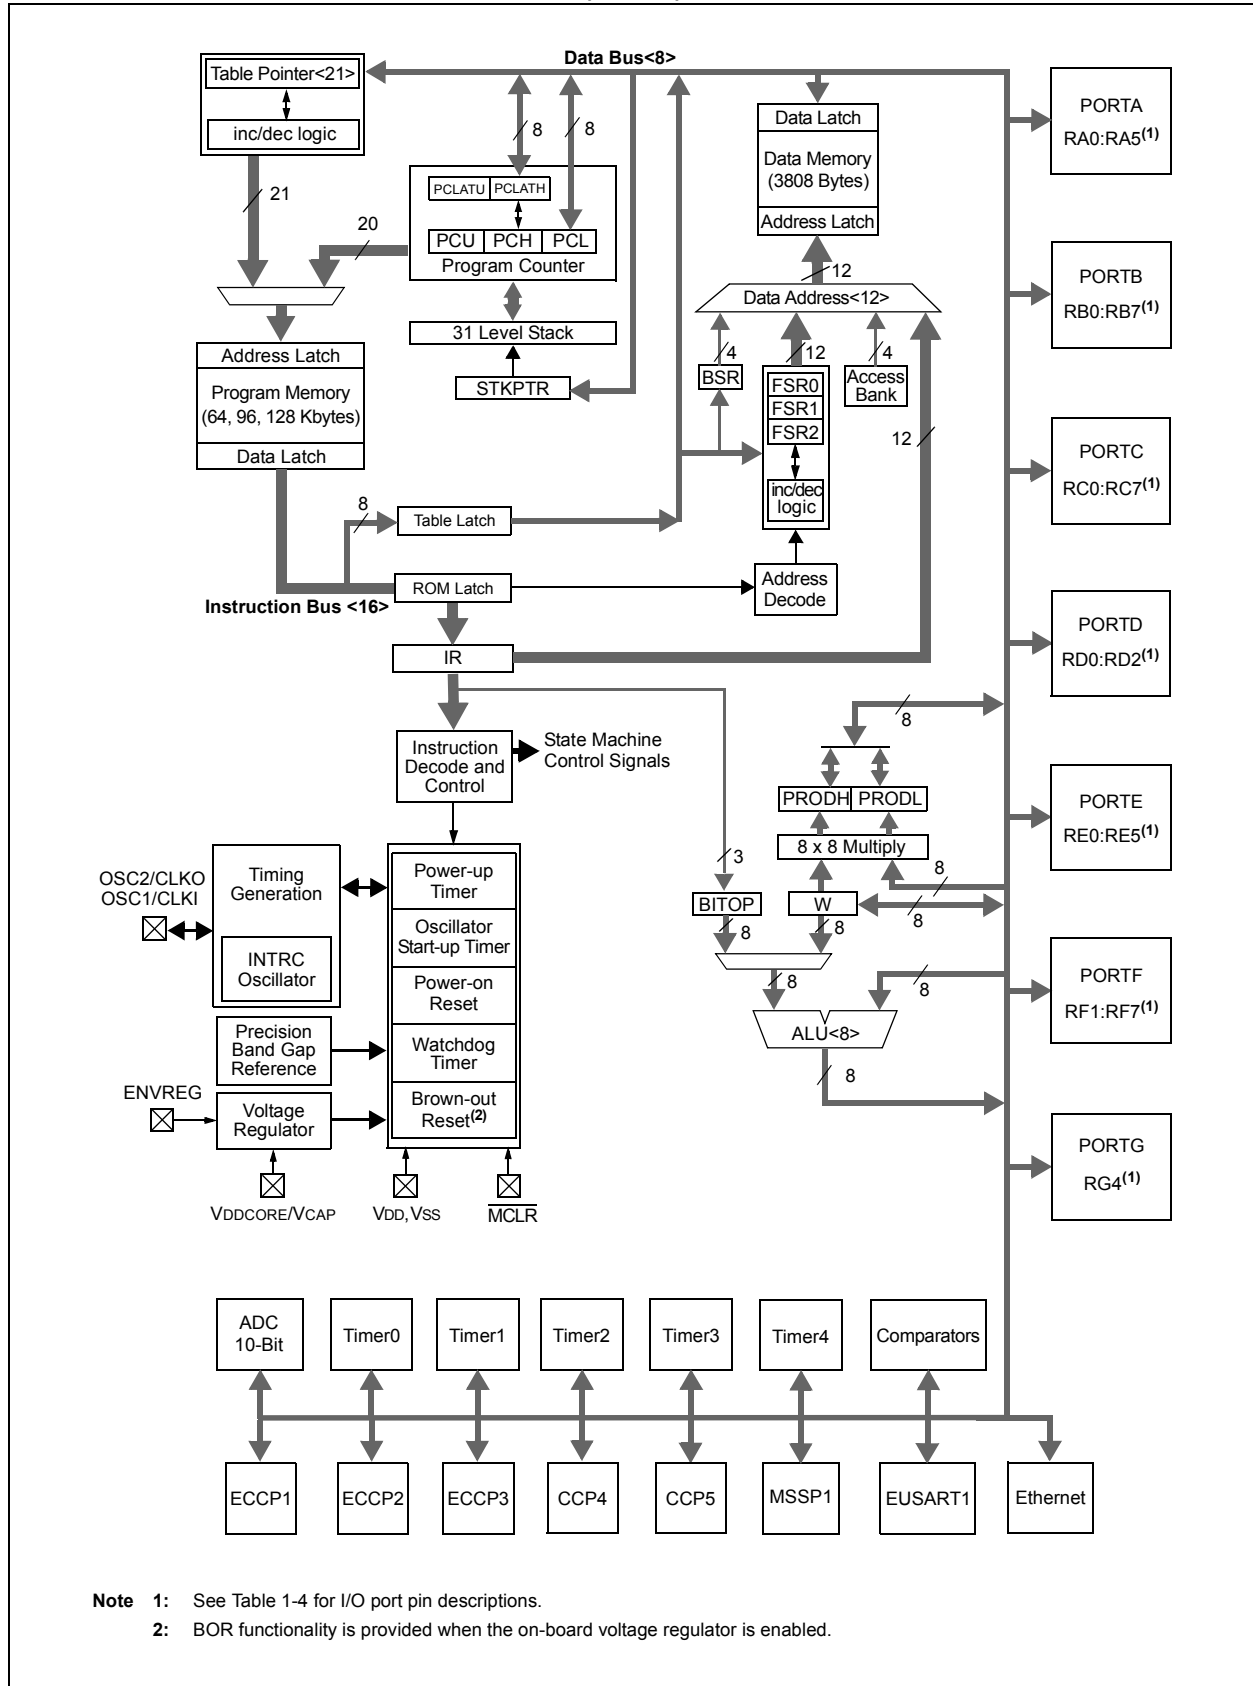 Data Bus<8>
Table Pointer<21>
inc/dec logic
21
20
8
8
PCLATU PCLATH
PCU PCH PCL
Program Counter
31 Level Stack
STKPTR
Address Latch
Program Memory
(64, 96, 128 Kbytes)
Data Latch
Data Latch
Data Memory
(3808 Bytes)
Address Latch
12
Data Address<12>
4
12
4
BSR
FSR0
FSR1
FSR2
inc/dec
logic
Access
Bank
12
8
Table Latch
ROM Latch
Instruction Bus <16>
Address
Decode
IR
Instruction
Decode and
Control
State Machine
Control Signals
8
PRODH PRODL
8 x 8 Multiply
3
8
BITOP
W
8
8
8
8
8
ALU<8>
8
OSC2/CLKO
OSC1/CLKI
Timing
Generation
INTRC
Oscillator
Power-up
Timer
Oscillator
Start-up Timer
Power-on
Reset
Watchdog
Timer
Brown-out
Reset(2)
Precision
Band Gap
Reference
ENVREG
Voltage
Regulator
VDDCORE/VCAP
VDD, VSS
MCLR
PORTA
RA0:RA5(1)
PORTB
RB0:RB7(1)
PORTC
RC0:RC7(1)
PORTD
RD0:RD2(1)
PORTE
RE0:RE5(1)
PORTF
RF1:RF7(1)
PORTG
RG4(1)
ADC
10-Bit
Timer0
Timer1
Timer2
Timer3
Timer4
Comparators
ECCP1
ECCP2
ECCP3
CCP4
CCP5
MSSP1
EUSART1
Ethernet
Note 1: See Table 1-4 for I/O port pin descriptions.
2: BOR functionality is provided when the on-board voltage regulator is enabled.